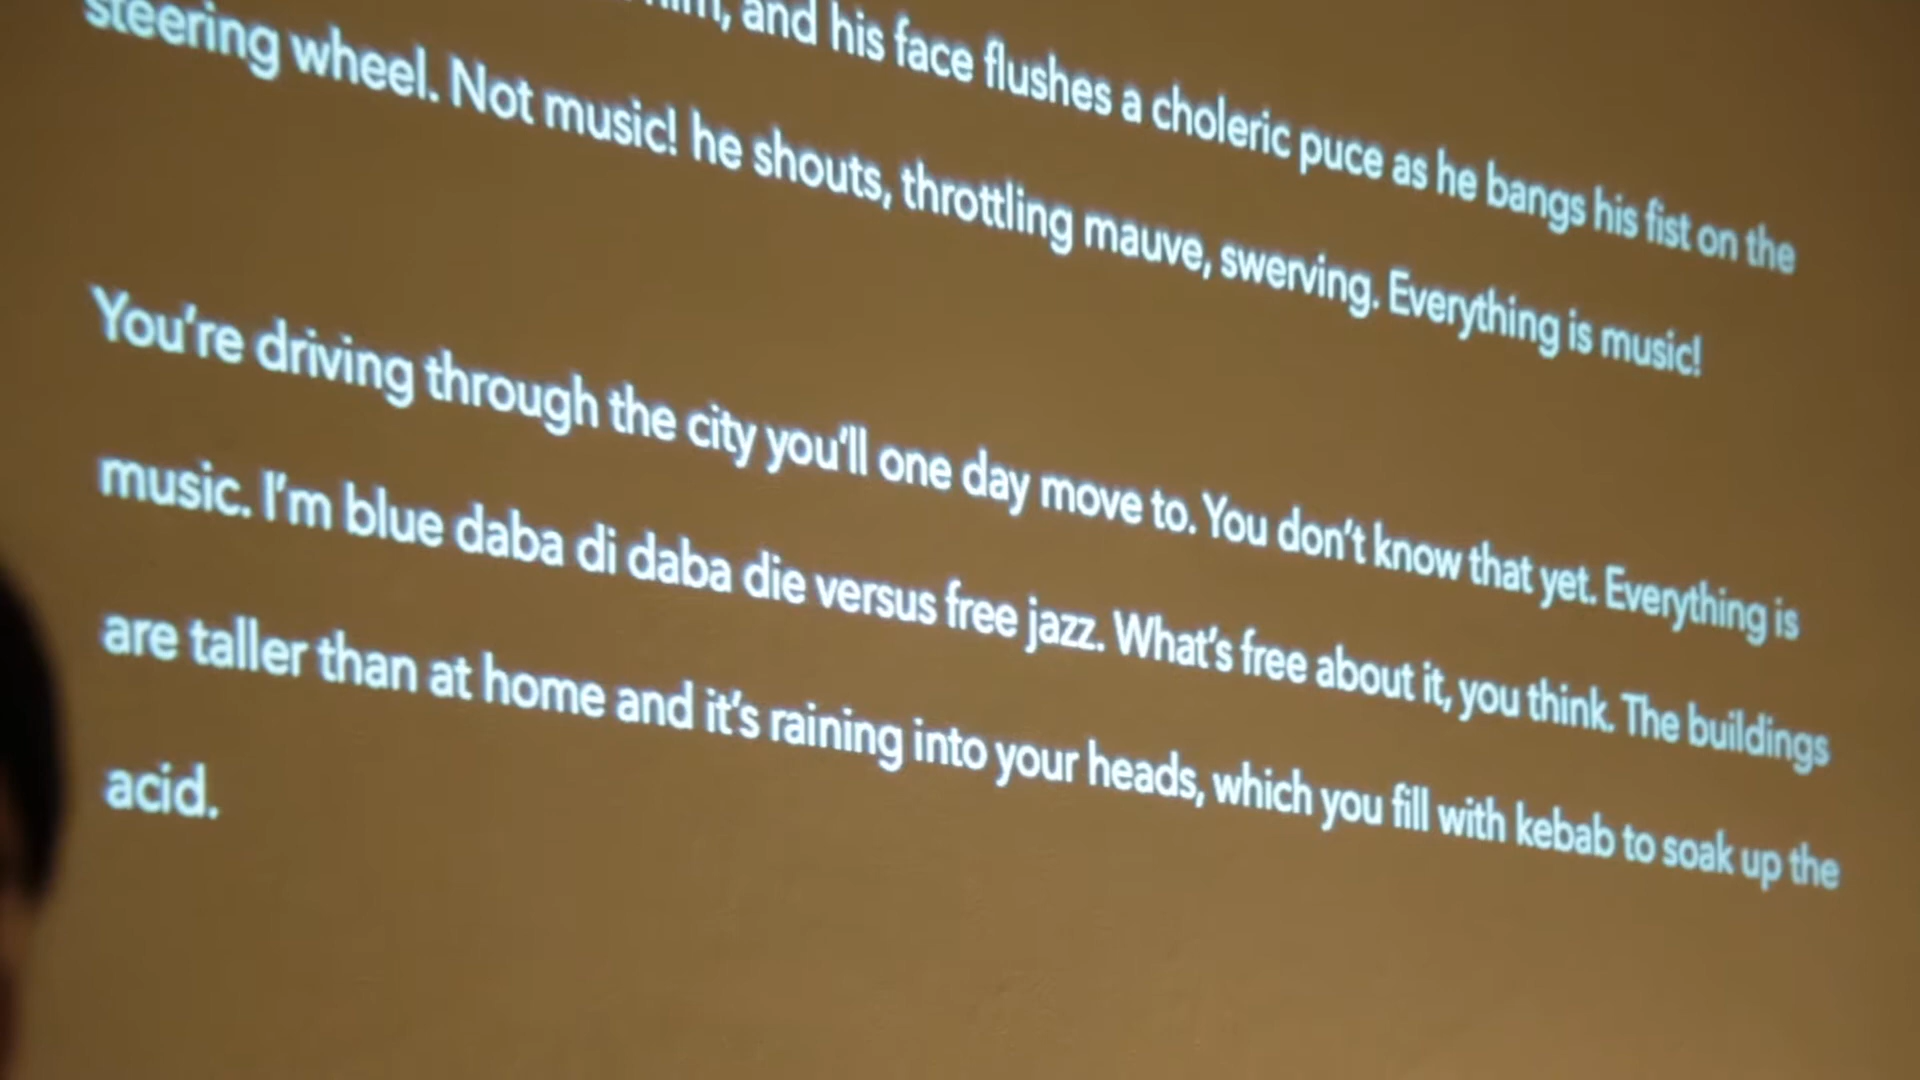 and his face flushes a choleric puce as he bangs his fist on the
steering wheel. Not music! he shouts, throttling mauve, swerving. Everything is music!
You're driving through the city you'll one day move to. You don't know that yet. Everything is
music. I'm blue daba di daba die versus free jazz. What's free about it, you think. The buildings
are taller than at home and it's raining into your heads, which you fill with kebab to soak up the
acid.